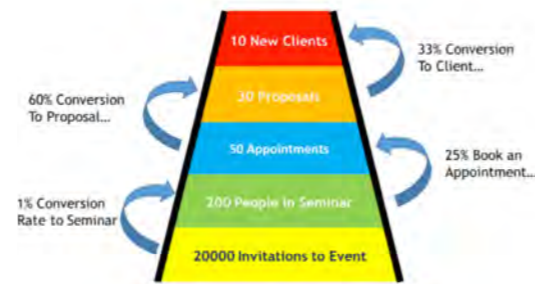 10 New Clients
33% Conversion
To Client...
30 Proposals
60% Conversion
To Proposal...
50 Appointments
25% Book an
Appointment...
200 People in Seminar
1% Conversion
Rate to Seminar
20000 Invitations to Event